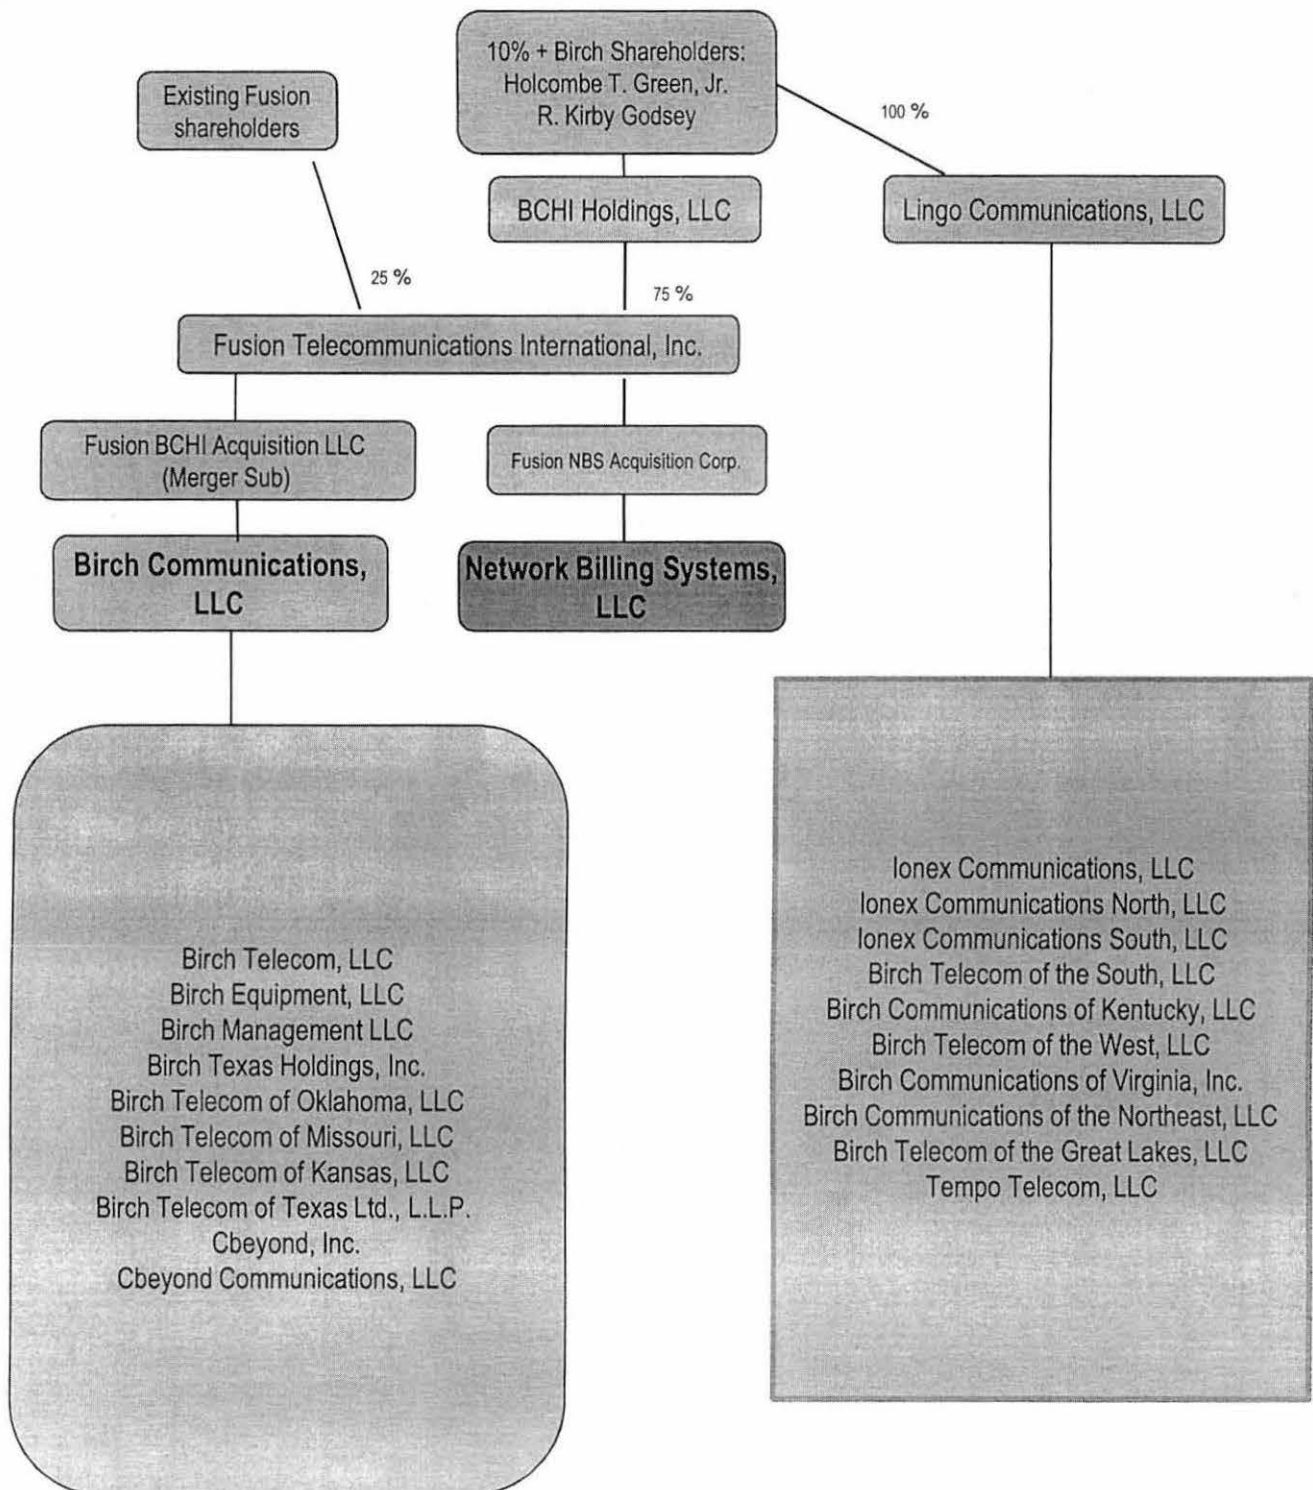 10% + Birch Shareholders:
Holcombe T. Green, Jr.
R. Kirby Godsey
Existing Fusion
shareholders
100 %
BCHI Holdings, LLC
Lingo Communications, LLC
25 %
75 %
Fusion Telecommunications International, Inc.
Fusion BCHI Acquisition LLC
(Merger Sub)
Fusion NBS Acquisition Corp.
Birch Communications,
LLC
Network Billing Systems,
LLC
Birch Telecom, LLC
Birch Equipment, LLC
Birch Management LLC
Birch Texas Holdings, Inc.
Birch Telecom of Oklahoma, LLC
Birch Telecom of Missouri, LLC
Birch Telecom of Kansas, LLC
Birch Telecom of Texas Ltd., L.L.P.
Cbeyond, Inc.
Cbeyond Communications, LLC
Ionex Communications, LLC
Ionex Communications North, LLC
Ionex Communications South, LLC
Birch Telecom of the South, LLC
Birch Communications of Kentucky, LLC
Birch Telecom of the West, LLC
Birch Communications of Virginia, Inc.
Birch Communications of the Northeast, LLC
Birch Telecom of the Great Lakes, LLC
Tempo Telecom, LLC